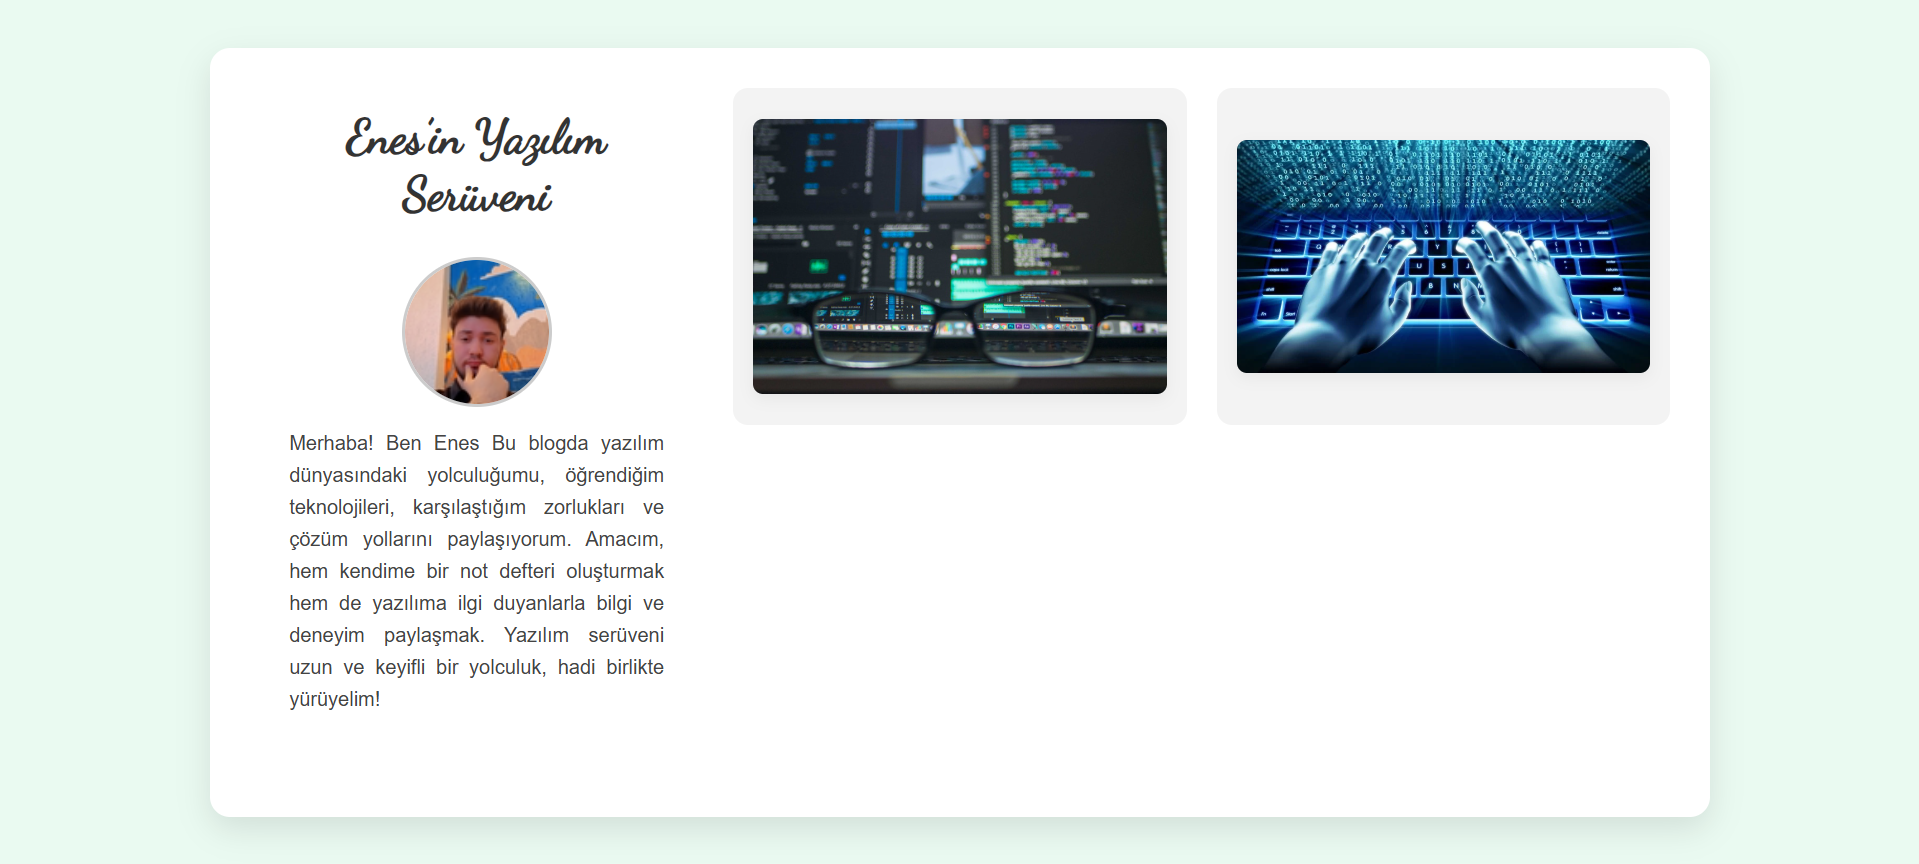 Enes'in Yazılım
Serüveni
Merhaba! Ben Enes Bu blogda yazılım
dünyasındaki yolculuğumu, öğrendiğim
teknolojileri, karşılaştığım zorlukları ve
çözüm yollarını paylaşıyorum. Amacım,
hem kendime bir not defteri oluşturmak
hem de yazılıma ilgi duyanlarla bilgi ve
deneyim paylaşmak. Yazılım serüveni
uzun ve keyifli bir yolculuk, hadi birlikte
yürüyelim!